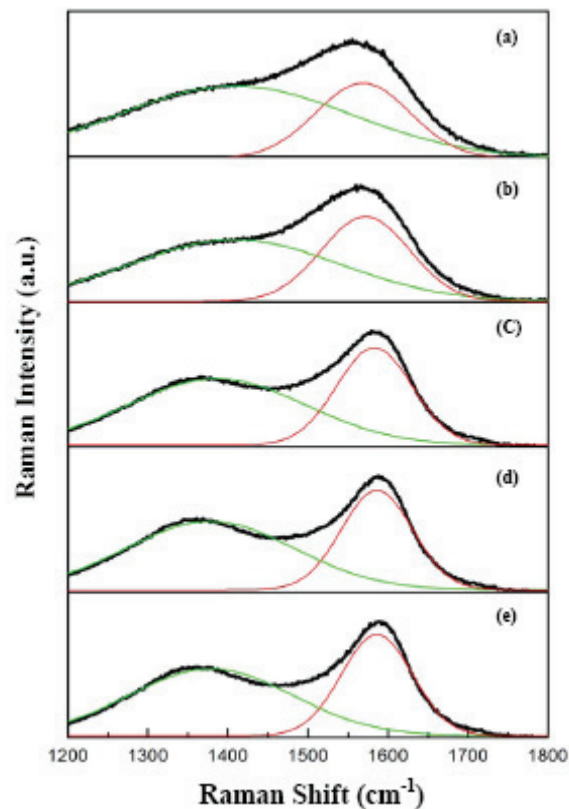 (a)
(b)
(C)
(d)
(e)
Raman Intensity (a.u.)
1200 1300 1400 1500 1600 1700 1800
Raman Shift (cm⁻¹)